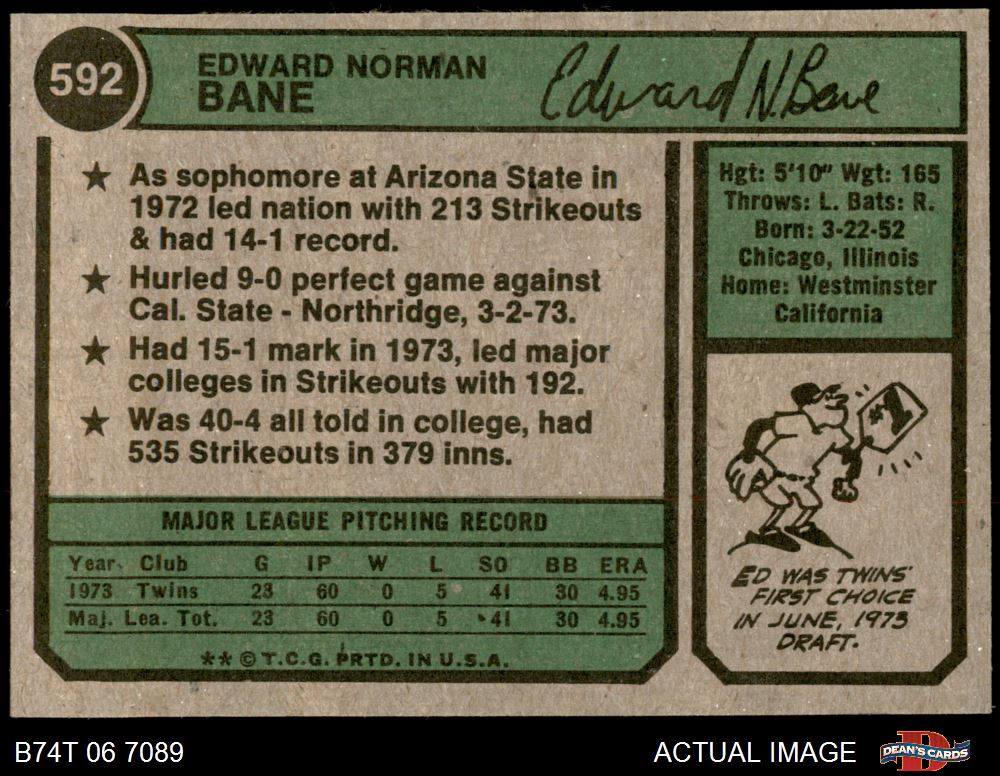 592
EDWARD NORMAN
BANE
Edward N. Bane
★ As sophomore at Arizona State in
1972 led nation with 213 Strikeouts
& had 14-1 record.
★ Hurled 9-0 perfect game against
Cal. State - Northridge, 3-2-73.
★ Had 15-1 mark in 1973, led major
colleges in Strikeouts with 192.
★ Was 40-4 all told in college, had
535 Strikeouts in 379 inns.
Hgt: 5'10" Wgt: 165
Throws: L. Bats: R.
Born: 3-22-52
Chicago, Illinois
Home: Westminster
California
#1
ED WAS TWINS'
FIRST CHOICE
IN JUNE, 1973
DRAFT.
MAJOR LEAGUE PITCHING RECORD
Year Club G IP W L SO BB ERA
1973 Twins 23 60 0 5 41 30 4.95
Maj. Lea. Tot. 23 60 0 5 41 30 4.95
** © T.C.G. PRTD. IN U.S.A.
B74T 06 7089
ACTUAL IMAGE
DEAN'S CARDS